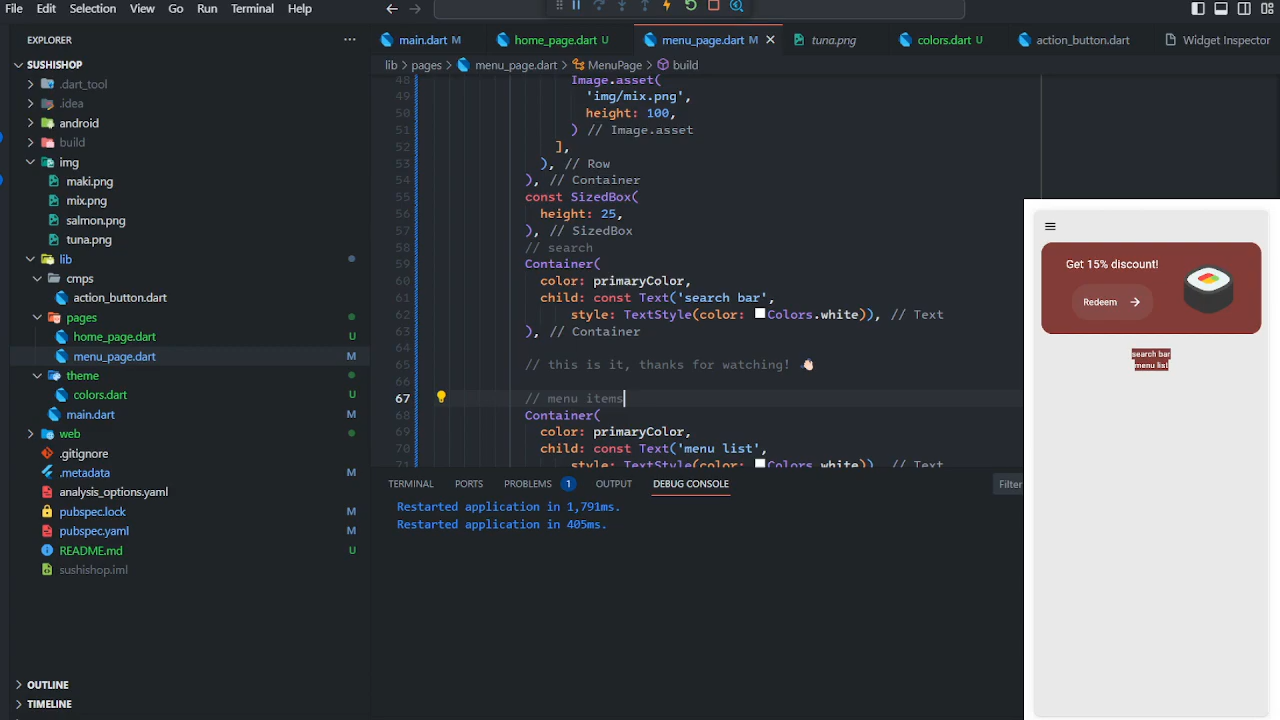 File Edit Selection View Go Run Terminal Help
EXPLORER
SUSHISHOP
.dart_tool
.idea
android
build
img
maki.png
mix.png
salmon.png
tuna.png
lib
cmps
action_button.dart
pages
home_page.dart U
menu_page.dart M
theme
colors.dart U
main.dart M
web
.gitignore
.metadata M
analysis_options.yaml
pubspec.lock M
pubspec.yaml M
README.md U
sushishop.iml
OUTLINE
TIMELINE
main.dart M home_page.dart U menu_page.dart M tuna.png colors.dart U action_button.dart Widget Inspector
lib > pages > menu_page.dart > MenuPage > build
48 Image.asset(
49 'img/mix.png',
50 height: 100,
51 ) // Image.asset
52 ],
53 ), // Row
54 ), // Container
55 const SizedBox(
56 height: 25,
57 ), // SizedBox
58 // search
59 Container(
60 color: primaryColor,
61 child: const Text('search bar',
62 style: TextStyle(color: Colors.white)), // Text
63 ), // Container
64
65 // this is it, thanks for watching! 👋🏻
66
67 // menu items
68 Container(
69 color: primaryColor,
70 child: const Text('menu list',
71 style: TextStyle(color: Colors.white)), // Text
TERMINAL PORTS PROBLEMS 1 OUTPUT DEBUG CONSOLE Filter
Restarted application in 1,791ms.
Restarted application in 405ms.
Get 15% discount!
Redeem
search bar
menu list